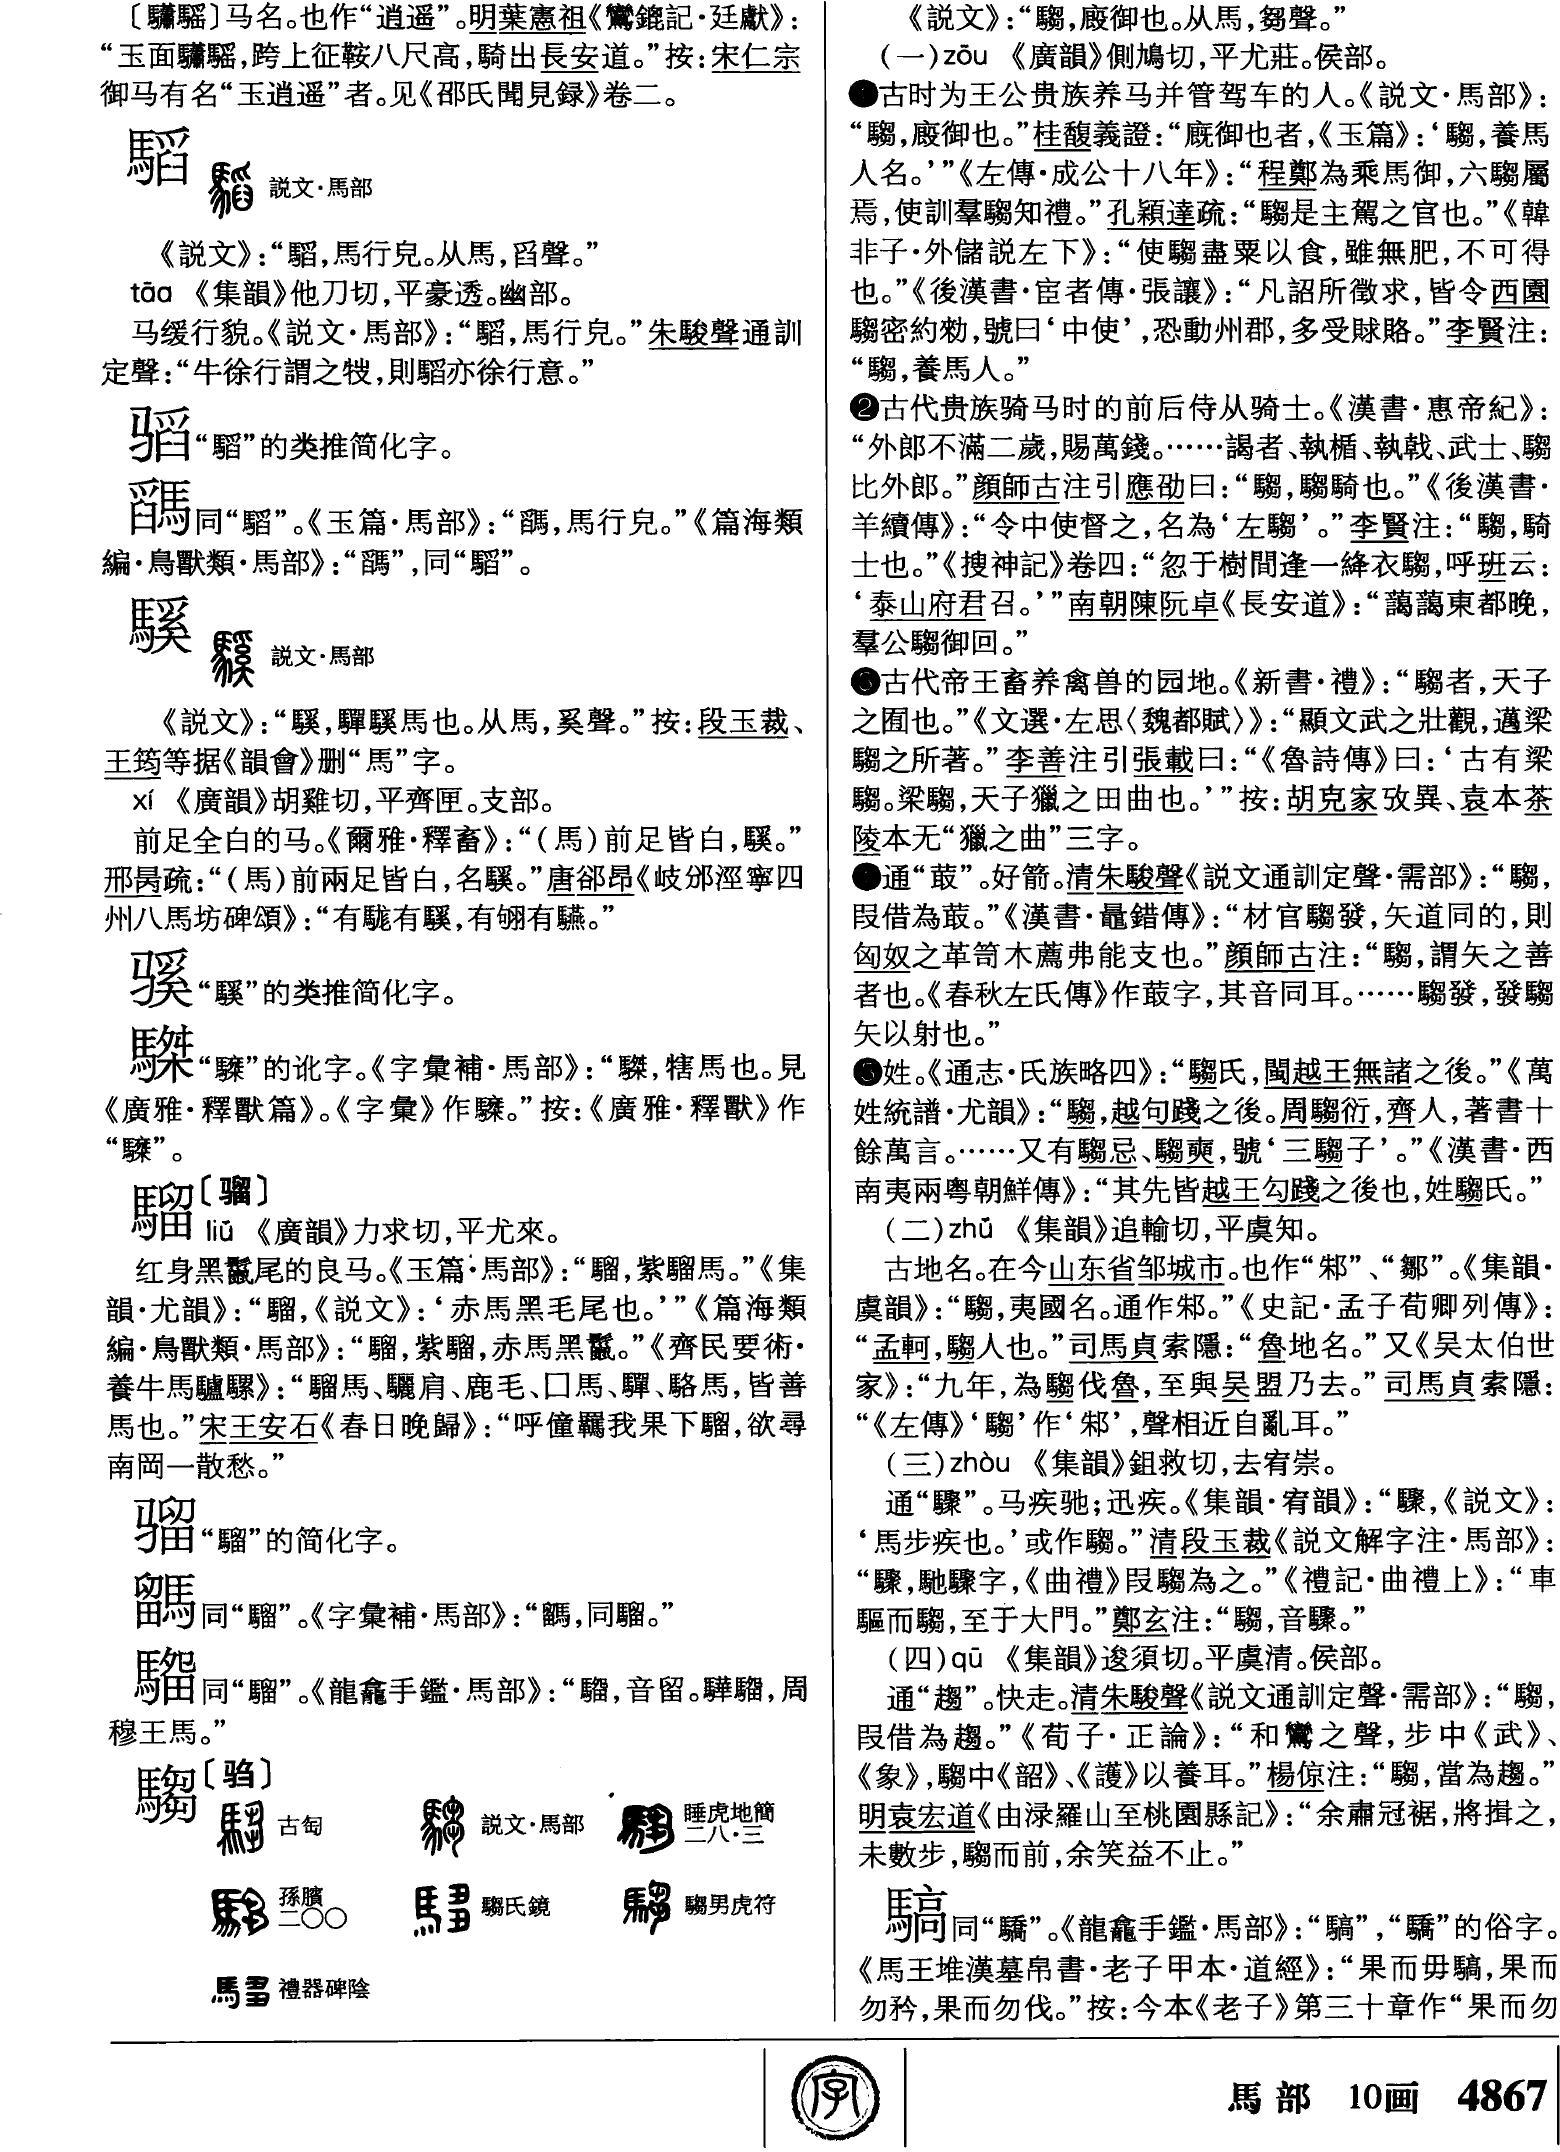 〔驌䭥〕马名。也作“逍遥”。明葉憲祖《鸞鎞記·廷獻》：
“玉面驌䭥，跨上征鞍八尺高，騎出長安道。”按：宋仁宗
御马有名“玉逍遥”者。见《邵氏聞見録》卷二。
騊 説文·馬部
《説文》：“，馬行皃。从馬，舀聲。”
tāo 《集韻》他刀切，平豪透。幽部。
马缓行貌。《説文·馬部》：“，馬行皃。”朱駿聲通訓
定聲：“牛徐行謂之㹗，則亦徐行意。”
“”的类推简化字。
同“”。《玉篇·馬部》：“，馬行皃。”《篇海類
編·鳥獸類·馬部》：“”，同“”。
騱 説文·馬部
《説文》：“騱，驒騱馬也。从馬，奚聲。”按：段玉裁、
王筠等据《韻會》删“馬”字。
xí 《廣韻》胡雞切，平齊匣。支部。
前足全白的马。《爾雅·釋畜》：“（馬）前足皆白，騱。”
邢昺疏：“（馬）前兩足皆白，名騱。”唐郤昂《岐邠涇寧四
州八馬坊碑頌》：“有駹有騱，有䎖有驠。”
“騱”的类推简化字。
“”的讹字。《字彙補·馬部》：“，犗馬也。見
《廣雅·釋獸篇》。《字彙》作。”按：《廣雅·釋獸》作
“”。
騮〔骝〕
liú 《廣韻》力求切，平尤來。
红身黑鬣尾的良马。《玉篇·馬部》：“騮，紫騮馬。”《集
韻·尤韻》：“騮，《説文》：‘赤馬黑毛尾也。’”《篇海類
編·鳥獸類·馬部》：“騮，紫騮，赤馬黑鬣。”《齊民要術·
養牛馬驢騾》：“騮馬、驪肩、鹿毛、囗馬、驒、駱馬，皆善
馬也。”宋王安石《春日晚歸》：“呼僮羈我果下騮，欲尋
南岡一散愁。”
骝“騮”的简化字。
同“騮”。《字彙補·馬部》：“，同騮。”
同“騮”。《龍龕手鑑·馬部》：“，音留。驊，周
穆王馬。”
騶〔驺〕
古匋 説文·馬部 睡虎地簡二八·三
孫臏二〇〇 騶氏鏡 騶男虎符
禮器碑陰
《説文》：“騶，廄御也。从馬，芻聲。”
（一）zōu 《廣韻》側鳩切，平尤莊。侯部。
❶古时为王公贵族养马并管驾车的人。《説文·馬部》：
“騶，廄御也。”桂馥義證：“廐御也者，《玉篇》：‘騶，養馬
人名。’”《左傳·成公十八年》：“程鄭為乘馬御，六騶屬
焉，使訓羣騶知禮。”孔穎達疏：“騶是主駕之官也。”《韓
非子·外儲説左下》：“使騶盡粟以食，雖無肥，不可得
也。”《後漢書·宦者傳·張讓》：“凡詔所徵求，皆令西園
騶密約勑，號曰‘中使’，恐動州郡，多受賕賂。”李賢注：
“騶，養馬人。”
❷古代贵族骑马时的前后侍从骑士。《漢書·惠帝紀》：
“外郎不滿二歲，賜萬錢。……謁者、執楯、執戟、武士、騶
比外郎。”顔師古注引應劭曰：“騶，騶騎也。”《後漢書·
羊續傳》：“令中使督之，名為‘左騶’。”李賢注：“騶，騎
士也。”《搜神記》卷四：“忽于樹間逢一絳衣騶，呼班云：
‘泰山府君召。’”南朝陳阮卓《長安道》：“藹藹東都晚，
羣公騶御回。”
❸古代帝王畜养禽兽的园地。《新書·禮》：“騶者，天子
之囿也。”《文選·左思〈魏都賦〉》：“顯文武之壯觀，邁梁
騶之所著。”李善注引張載曰：“《魯詩傳》曰：‘古有梁
騶。梁騶，天子獵之田曲也。’”按：胡克家攷異、袁本茶
陵本无“獵之曲”三字。
❹通“菆”。好箭。清朱駿聲《説文通訓定聲·需部》：“騶，
叚借為菆。”《漢書·鼂錯傳》：“材官騶發，矢道同的，則
匈奴之革笥木薦弗能支也。”顔師古注：“騶，謂矢之善
者也。《春秋左氏傳》作菆字，其音同耳。……騶發，發騶
矢以射也。”
❺姓。《通志·氏族略四》：“騶氏，閩越王無諸之後。”《萬
姓統譜·尤韻》：“騶，越句踐之後。周騶衍，齊人，著書十
餘萬言。……又有騶忌、騶奭，號‘三騶子’。”《漢書·西
南夷兩粤朝鮮傳》：“其先皆越王勾踐之後也，姓騶氏。”
（二）zhū 《集韻》追輸切，平虞知。
古地名。在今山东省邹城市。也作“邾”、“鄒”。《集韻·
虞韻》：“騶，夷國名。通作邾。”《史記·孟子荀卿列傳》：
“孟軻，騶人也。”司馬貞索隱：“魯地名。”又《吴太伯世
家》：“九年，為騶伐魯，至與吴盟乃去。”司馬貞索隱：
“《左傳》‘騶’作‘邾’，聲相近自亂耳。”
（三）zhòu 《集韻》鉏救切，去宥崇。
通“驟”。马疾驰；迅疾。《集韻·宥韻》：“驟，《説文》：
‘馬步疾也。’或作騶。”清段玉裁《説文解字注·馬部》：
“驟，馳驟字，《曲禮》叚騶為之。”《禮記·曲禮上》：“車
驅而騶，至于大門。”鄭玄注：“騶，音驟。”
（四）qū 《集韻》逡須切。平虞清。侯部。
通“趨”。快走。清朱駿聲《説文通訓定聲·需部》：“騶，
叚借為趨。”《荀子·正論》：“和鸞之聲，步中《武》、
《象》，騶中《韶》、《護》以養耳。”楊倞注：“騶，當為趨。”
明袁宏道《由渌羅山至桃園縣記》：“余肅冠裾，將揖之，
未數步，騶而前，余笑益不止。”
同“驕”。《龍龕手鑑·馬部》：“”，“驕”的俗字。
《馬王堆漢墓帛書·老子甲本·道經》：“果而毋，果而
勿矜，果而勿伐。”按：今本《老子》第三十章作“果而勿
字
馬部 10画 4867